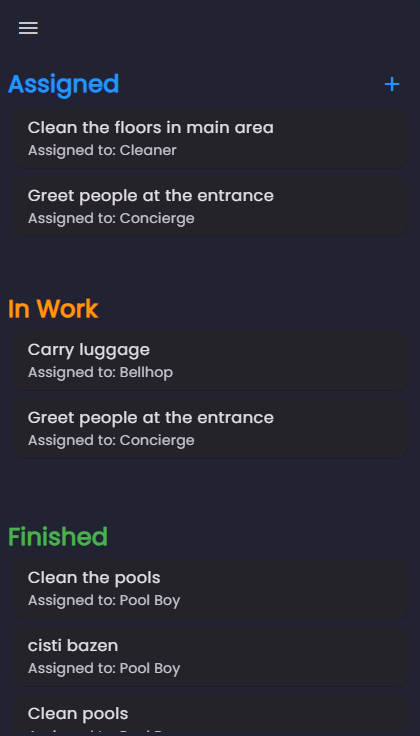 Assigned
Clean the floors in main area
Assigned to: Cleaner
Greet people at the entrance
Assigned to: Concierge
In Work
Carry luggage
Assigned to: Bellhop
Greet people at the entrance
Assigned to: Concierge
Finished
Clean the pools
Assigned to: Pool Boy
cisti bazen
Assigned to: Pool Boy
Clean pools